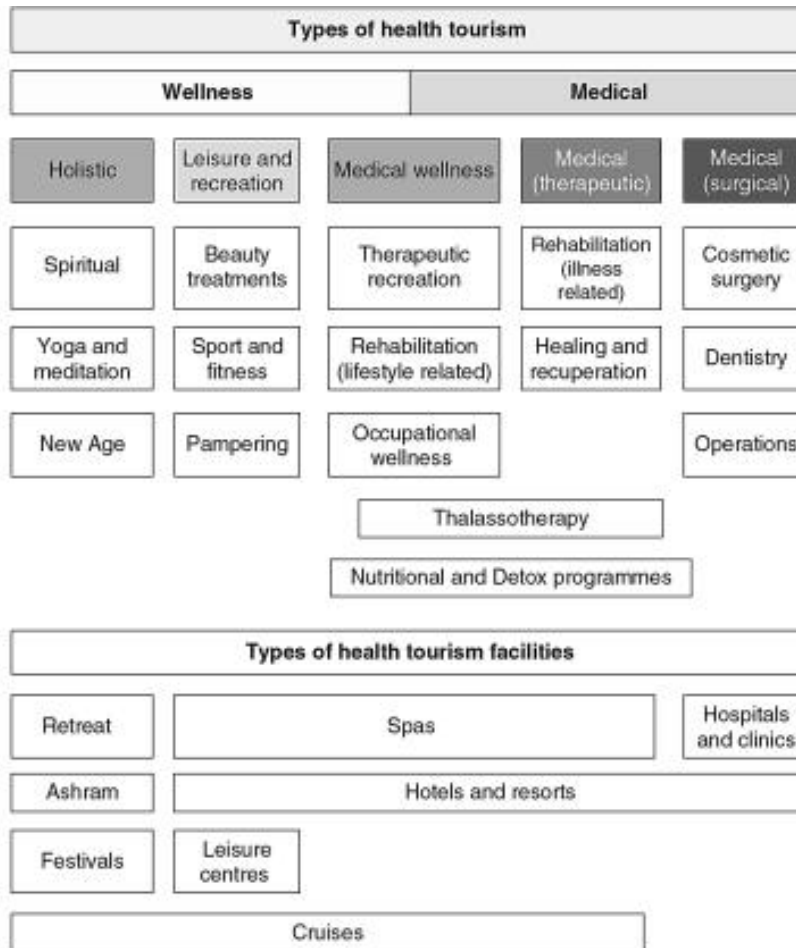 Types of health tourism
Wellness
Medical
Holistic
Leisure and
recreation
Medical wellness
Medical
(therapeutic)
Medical
(surgical)
Spiritual
Beauty
treatments
Therapeutic
recreation
Rehabilitation
(illness
related)
Cosmetic
surgery
Yoga and
meditation
Sport and
fitness
Rehabilitation
(lifestyle related)
Healing and
recuperation
Dentistry
New Age
Pampering
Occupational
wellness
Operations
Thalassotherapy
Nutritional and Detox programmes
Types of health tourism facilities
Retreat
Spas
Hospitals
and clinics
Ashram
Hotels and resorts
Festivals
Leisure
centres
Cruises